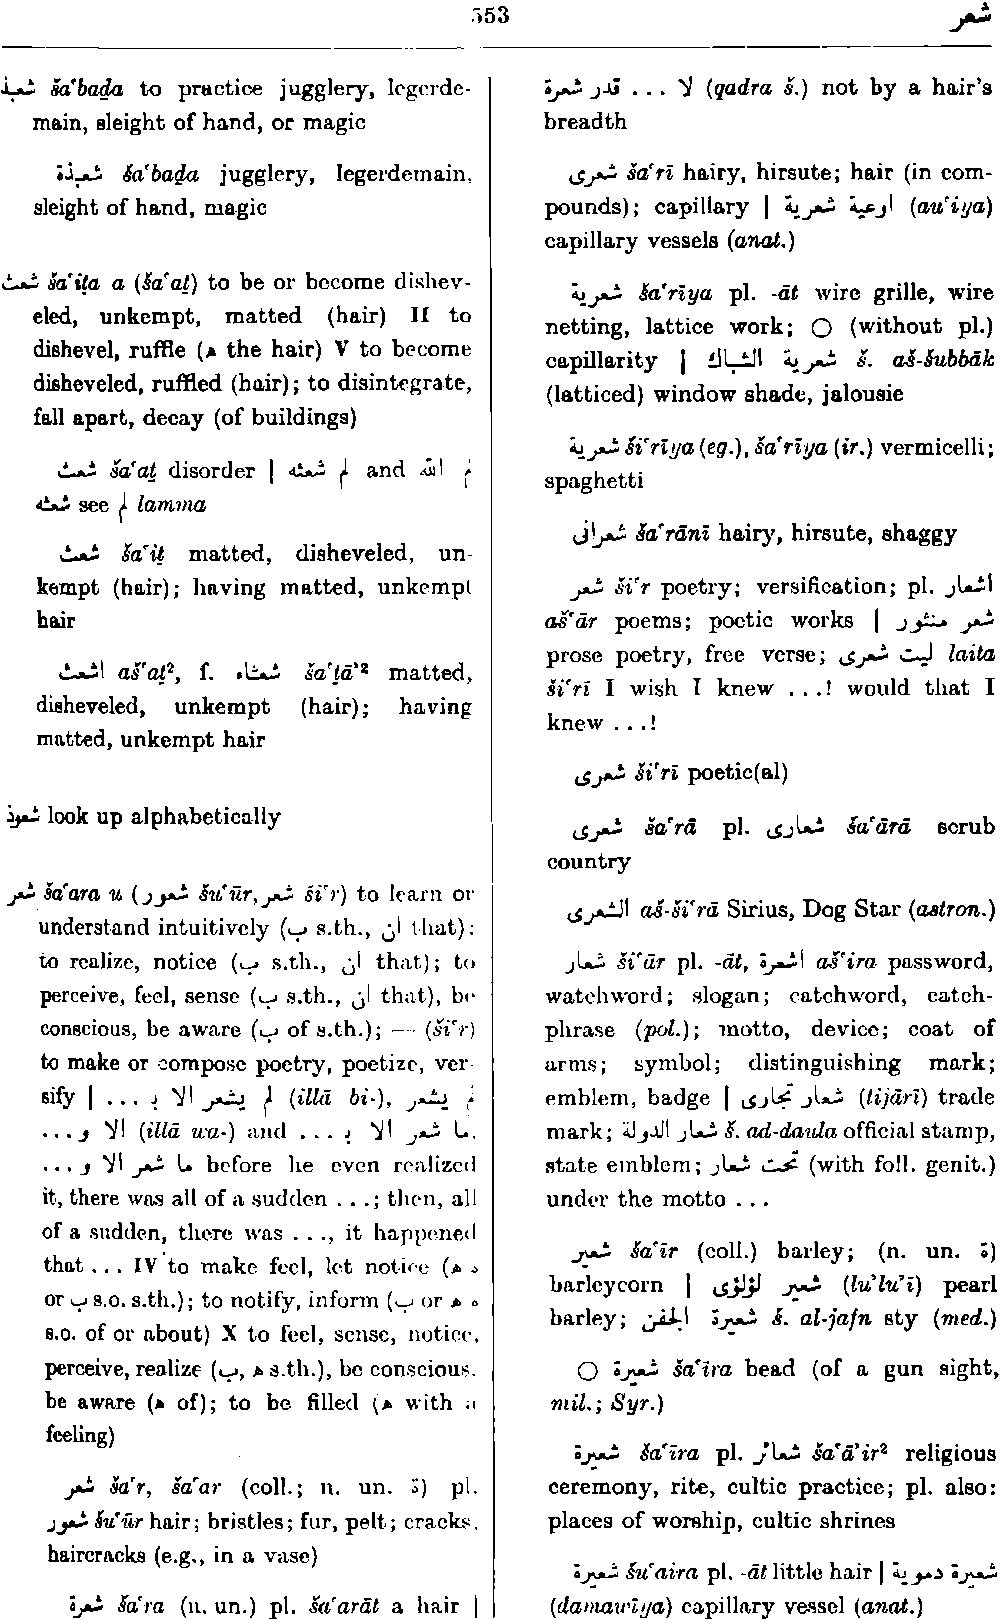 553
شعر
شعبذ šaʿbaḏa to practice jugglery, legerde-
main, sleight of hand, or magic
شعبذة šaʿbaḏa jugglery, legerdemain,
sleight of hand, magic
شعث šaʿiṯa a (šaʿaṯ) to be or become dishev-
eled, unkempt, matted (hair) II to
dishevel, ruffle (ه the hair) V to become
disheveled, ruffled (hair); to disintegrate,
fall apart, decay (of buildings)
شعث šaʿaṯ disorder | لم شعثه and لم الله
شعثه see لم lamma
شعث šaʿiṯ matted, disheveled, un-
kempt (hair); having matted, unkempt
hair
اشعث ašʿaṯ², f. شعثاء šaʿṯāʾ² matted,
disheveled, unkempt (hair); having
matted, unkempt hair
شعوذ look up alphabetically
شعر šaʿara u (شعور šuʿūr, شعر šiʿr) to learn or
understand intuitively (ب s.th., ان that);
to realize, notice (ب s.th., ان that); to
perceive, feel, sense (ب s.th., ان that), be
conscious, be aware (ب of s.th.); — (šiʿr)
to make or compose poetry, poetize, ver-
sify | لم يشعر الا ب ... (illā bi-), لم يشعر
الا و ... (illā wa-) and ما شعر الا ب ...,
ما شعر الا و ... before he even realized
it, there was all of a sudden ...; then, all
of a sudden, there was ..., it happened
that ... IV to make feel, let notice (ه ه
or ب s.o. s.th.); to notify, inform (ب or ه ه
s.o. of or about) X to feel, sense, notice,
perceive, realize (ب, ه s.th.), be conscious,
be aware (ه of); to be filled (ه with a
feeling)
شعر šaʿr, šaʿar (coll.; n. un. ة) pl.
شعور šuʿūr hair; bristles; fur, pelt; cracks,
haircracks (e.g., in a vase)
شعرة šaʿra (n. un.) pl. šaʿarāt a hair |
لا ... قدر شعرة (qadra š.) not by a hair's
breadth
شعرى šaʿrī hairy, hirsute; hair (in com-
pounds); capillary | اوعية شعرية (auʿiya)
capillary vessels (anat.)
شعرية šaʿrīya pl. -āt wire grille, wire
netting, lattice work; ○ (without pl.)
capillarity | شعرية الشباك š. aš-šubbāk
(latticed) window shade, jalousie
شعرية šiʿrīya (eg.), šaʿrīya (ir.) vermicelli;
spaghetti
شعرانى šaʿrānī hairy, hirsute, shaggy
شعر šiʿr poetry; versification; pl. اشعار
ašʿār poems; poetic works | شعر منثور
prose poetry, free verse; ليت شعرى laita
šiʿrī I wish I knew ...! would that I
knew ...!
شعرى šiʿrī poetic(al)
شعرى šaʿrā pl. شعارى šaʿārā scrub
country
الشعرى aš-šiʿrā Sirius, Dog Star (astron.)
شعار šiʿār pl. -āt, اشعرة ašʿira password,
watchword; slogan; catchword, catch-
phrase (pol.); motto, device; coat of
arms; symbol; distinguishing mark;
emblem, badge | شعار تجارى (tijārī) trade
mark; شعار الدولة š. ad-daula official stamp,
state emblem; تحت شعار (with foll. genit.)
under the motto ...
شعير šaʿīr (coll.) barley; (n. un. ة)
barleycorn | شعير لؤلؤى (luʾluʾī) pearl
barley; شعيرة الجفن š. al-jafn sty (med.)
○ شعيرة šaʿīra bead (of a gun sight,
mil.; Syr.)
شعيرة šaʿīra pl. شعائر šaʿāʾir² religious
ceremony, rite, cultic practice; pl. also:
places of worship, cultic shrines
شعيرة šuʿaira pl. -āt little hair | شعيرة دموية
(damawīya) capillary vessel (anat.)